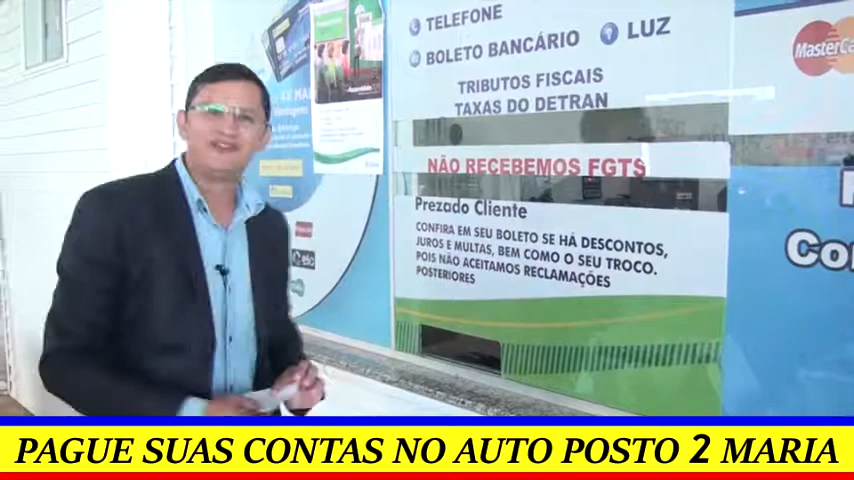 TELEFONE
BOLETO BANCÁRIO
LUZ
TRIBUTOS FISCAIS
TAXAS DO DETRAN
MasterCa
NÃO RECEBEMOS FGTS
Prezado Cliente
CONFIRA EM SEU BOLETO SE HÁ DESCONTOS,
JUROS E MULTAS, BEM COMO O SEU TROCO.
POIS NÃO ACEITAMOS RECLAMAÇÕES
POSTERIORES
Co
PAGUE SUAS CONTAS NO AUTO POSTO 2 MARIA